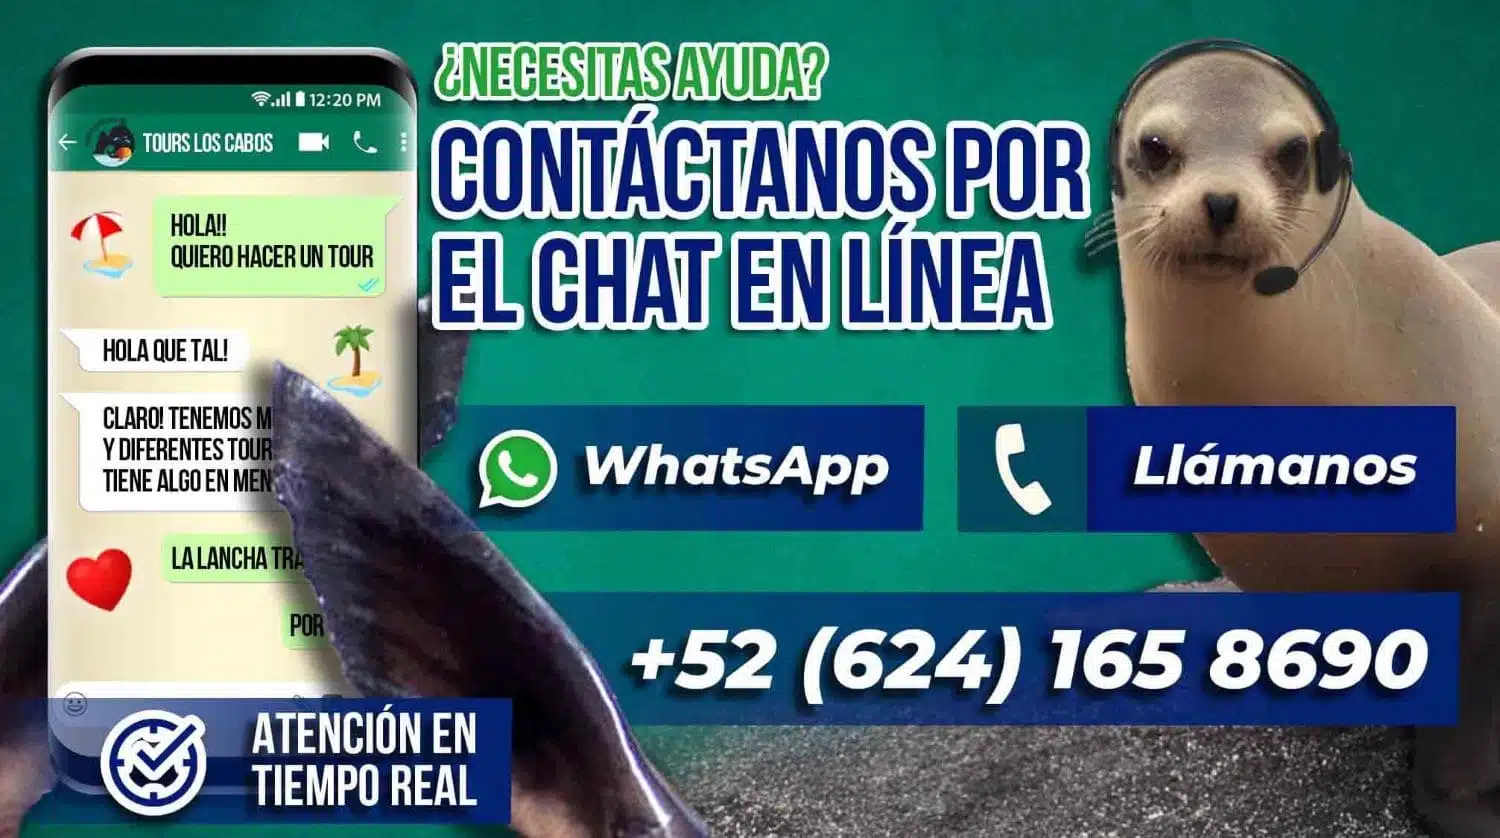 12:20 PM
TOURS LOS CABOS
HOLA!!
QUIERO HACER UN TOUR
HOLA QUE TAL!
CLARO! TENEMOS M
Y DIFERENTES TOUR
TIENE ALGO EN MEN
LA LANCHA TRA
POR
ATENCIÓN EN
TIEMPO REAL
¿NECESITAS AYUDA?
CONTÁCTANOS POR
EL CHAT EN LÍNEA
WhatsApp
Llámanos
+52 (624) 165 8690